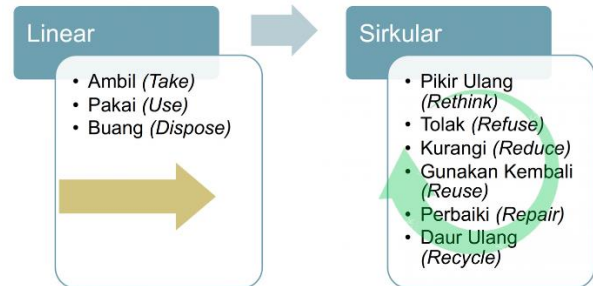 Linear
• Ambil (Take)
• Pakai (Use)
• Buang (Dispose)
Sirkular
• Pikir Ulang
(Rethink)
• Tolak (Refuse)
• Kurangi (Reduce)
• Gunakan Kembali
(Reuse)
• Perbaiki (Repair)
• Daur Ulang
(Recycle)